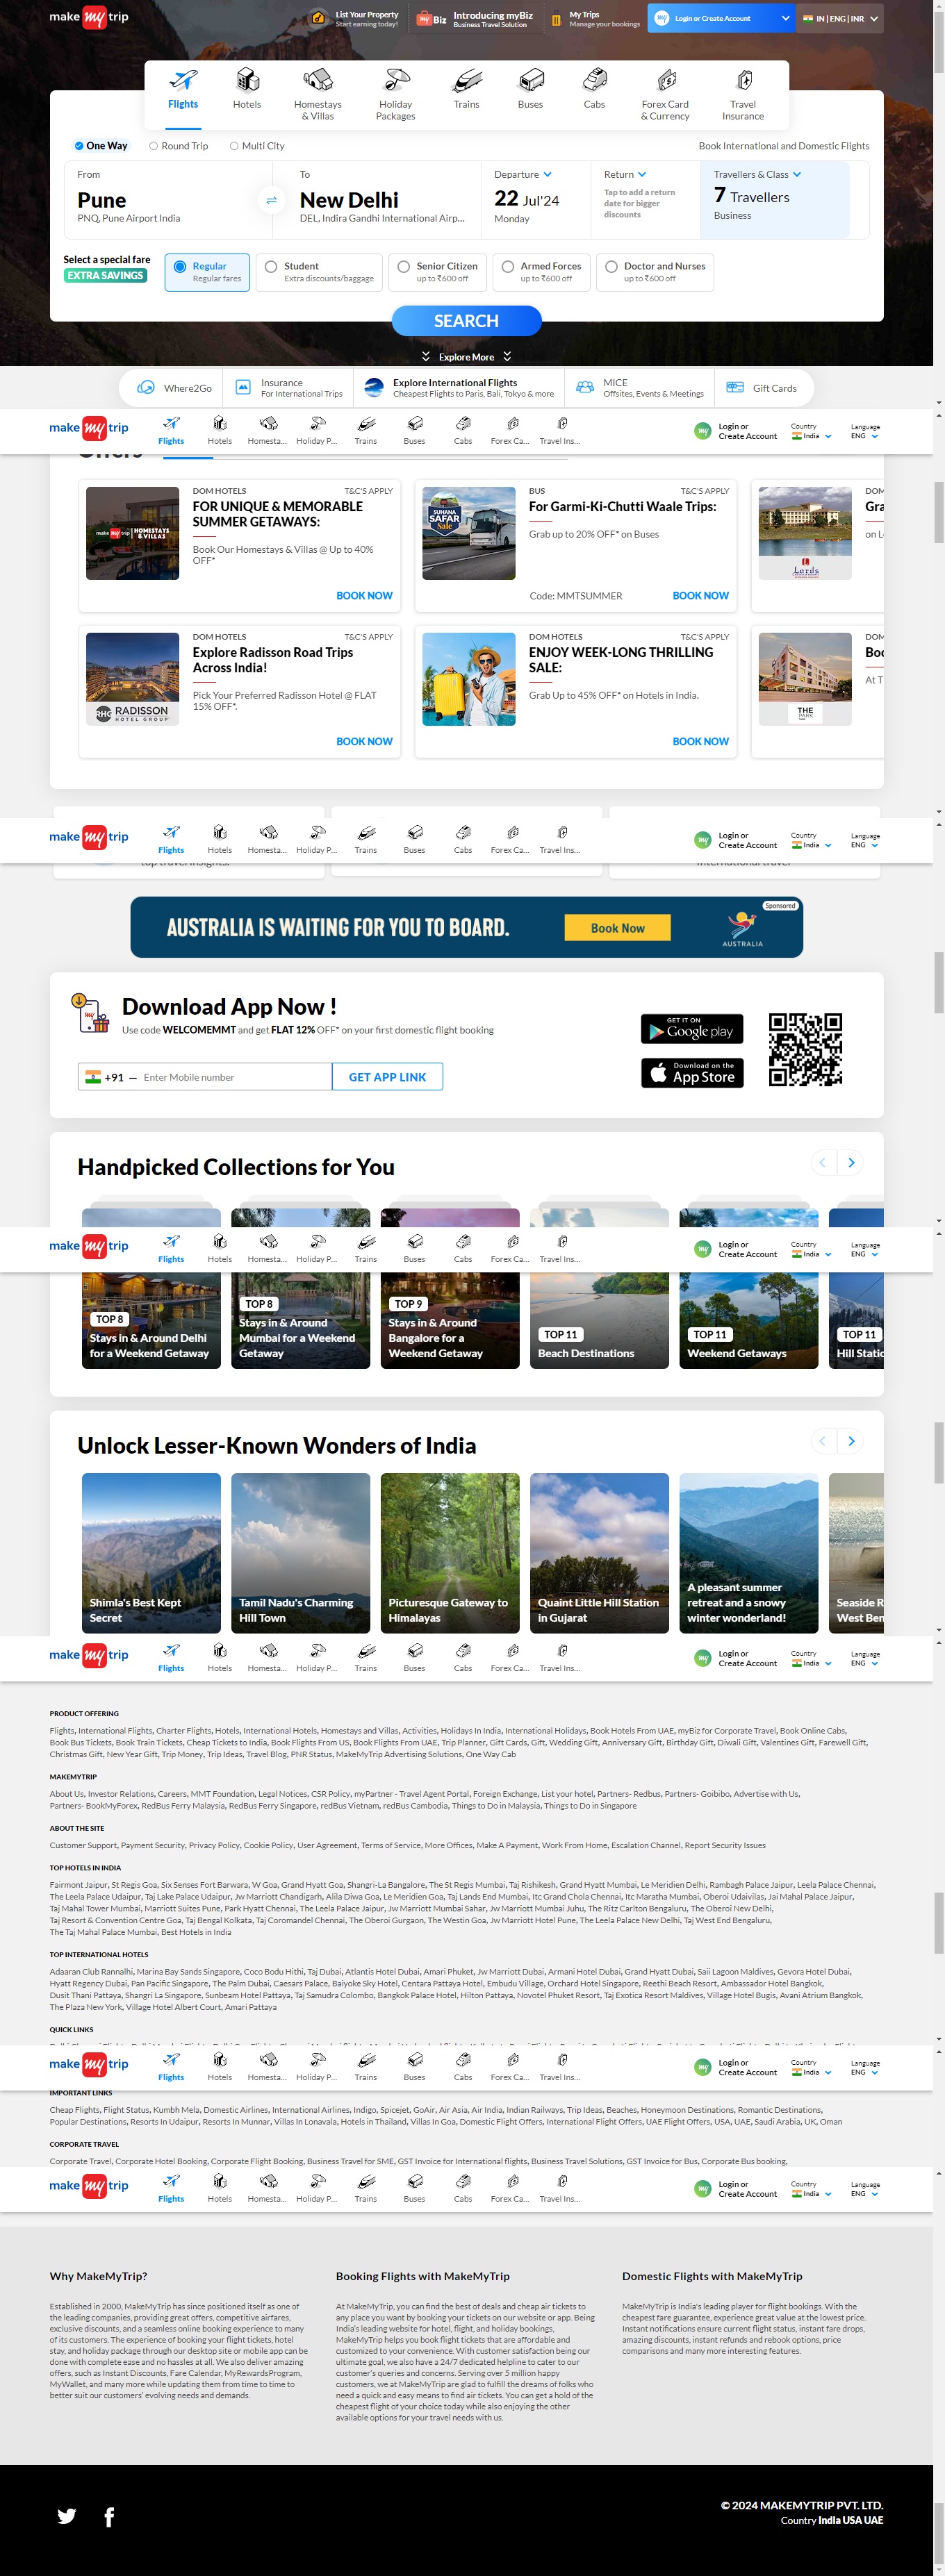 make my trip
List Your Property
Start earning today!
myBiz
Introducing myBiz
Business Travel Solution
My Trips
Manage your bookings
my
Login or Create Account
IN | ENG | INR
Flights
Hotels
Homestays
& Villas
Holiday
Packages
Trains
Buses
Cabs
Forex Card
& Currency
Travel
Insurance
One Way
Round Trip
Multi City
Book International and Domestic Flights
From
Pune
PNQ, Pune Airport India
To
New Delhi
DEL, Indira Gandhi International Airp...
Departure
22 Jul'24
Monday
Return
Tap to add a return
date for bigger
discounts
Travellers & Class
7 Travellers
Business
Select a special fare
EXTRA SAVINGS
Regular
Regular fares
Student
Extra discounts/baggage
Senior Citizen
up to ₹600 off
Armed Forces
up to ₹600 off
Doctor and Nurses
up to ₹600 off
SEARCH
Explore More
Where2Go
Insurance
For International Trips
Explore International Flights
Cheapest Flights to Paris, Bali, Tokyo & more
MICE
Offsites, Events & Meetings
Gift Cards
make my trip
Flights
Hotels
Homesta...
Holiday P...
Trains
Buses
Cabs
Forex Ca...
Travel Ins...
my
Login or
Create Account
Country
India
Language
ENG
Offers
make my trip | HOMESTAYS & VILLAS
DOM HOTELS
T&C'S APPLY
FOR UNIQUE & MEMORABLE
SUMMER GETAWAYS:
Book Our Homestays & Villas @ Up to 40%
OFF*
BOOK NOW
SUHANA
SAFAR
Sale
BUS
T&C'S APPLY
For Garmi-Ki-Chutti Waale Trips:
Grab up to 20% OFF* on Buses
Code: MMTSUMMER
BOOK NOW
Lords
DOM
Gra
on L
RHG RADISSON
HOTEL GROUP
DOM HOTELS
T&C'S APPLY
Explore Radisson Road Trips
Across India!
Pick Your Preferred Radisson Hotel @ FLAT
15% OFF*.
BOOK NOW
DOM HOTELS
T&C'S APPLY
ENJOY WEEK-LONG THRILLING
SALE:
Grab Up to 45% OFF* on Hotels in India.
BOOK NOW
THE
PARK
DOM
Boo
At T
make my trip
Flights
Hotels
Homesta...
Holiday P...
Trains
Buses
Cabs
Forex Ca...
Travel Ins...
my
Login or
Create Account
Country
India
Language
ENG
top travel insights.
international travel
AUSTRALIA IS WAITING FOR YOU TO BOARD.
Book Now
AUSTRALIA
Sponsored
Download App Now !
Use code WELCOMEMMT and get FLAT 12% OFF* on your first domestic flight booking
+91 —
Enter Mobile number
GET APP LINK
GET IT ON
Google play
Download on the
App Store
Handpicked Collections for You
make my trip
Flights
Hotels
Homesta...
Holiday P...
Trains
Buses
Cabs
Forex Ca...
Travel Ins...
my
Login or
Create Account
Country
India
Language
ENG
TOP 8
Stays in & Around Delhi
for a Weekend Getaway
TOP 8
Stays in & Around
Mumbai for a Weekend
Getaway
TOP 9
Stays in & Around
Bangalore for a
Weekend Getaway
TOP 11
Beach Destinations
TOP 11
Weekend Getaways
TOP 11
Hill Static
Unlock Lesser-Known Wonders of India
Shimla's Best Kept
Secret
Tamil Nadu's Charming
Hill Town
Picturesque Gateway to
Himalayas
Quaint Little Hill Station
in Gujarat
A pleasant summer
retreat and a snowy
winter wonderland!
Seaside R
West Ben
make my trip
Flights
Hotels
Homesta...
Holiday P...
Trains
Buses
Cabs
Forex Ca...
Travel Ins...
my
Login or
Create Account
Country
India
Language
ENG
PRODUCT OFFERING
Flights, International Flights, Charter Flights, Hotels, International Hotels, Homestays and Villas, Activities, Holidays In India, International Holidays, Book Hotels From UAE, myBiz for Corporate Travel, Book Online Cabs,
Book Bus Tickets, Book Train Tickets, Cheap Tickets to India, Book Flights From US, Book Flights From UAE, Trip Planner, Gift Cards, Gift, Wedding Gift, Anniversary Gift, Birthday Gift, Diwali Gift, Valentines Gift, Farewell Gift,
Christmas Gift, New Year Gift, Trip Money, Trip Ideas, Travel Blog, PNR Status, MakeMyTrip Advertising Solutions, One Way Cab
MAKEMYTRIP
About Us, Investor Relations, Careers, MMT Foundation, Legal Notices, CSR Policy, myPartner - Travel Agent Portal, Foreign Exchange, List your hotel, Partners- Redbus, Partners- Goibibo, Advertise with Us,
Partners- BookMyForex, RedBus Ferry Malaysia, RedBus Ferry Singapore, redBus Vietnam, redBus Cambodia, Things to Do in Malaysia, Things to Do in Singapore
ABOUT THE SITE
Customer Support, Payment Security, Privacy Policy, Cookie Policy, User Agreement, Terms of Service, More Offices, Make A Payment, Work From Home, Escalation Channel, Report Security Issues
TOP HOTELS IN INDIA
Fairmont Jaipur, St Regis Goa, Six Senses Fort Barwara, W Goa, Grand Hyatt Goa, Shangri-La Bangalore, The St Regis Mumbai, Taj Rishikesh, Grand Hyatt Mumbai, Le Meridien Delhi, Rambagh Palace Jaipur, Leela Palace Chennai,
The Leela Palace Udaipur, Taj Lake Palace Udaipur, Jw Marriott Chandigarh, Alila Diwa Goa, Le Meridien Goa, Taj Lands End Mumbai, Itc Grand Chola Chennai, Itc Maratha Mumbai, Oberoi Udaivilas, Jai Mahal Palace Jaipur,
Taj Mahal Tower Mumbai, Marriott Suites Pune, Park Hyatt Chennai, The Leela Palace Jaipur, Jw Marriott Mumbai Sahar, Jw Marriott Mumbai Juhu, The Ritz Carlton Bengaluru, The Oberoi New Delhi,
Taj Resort & Convention Centre Goa, Taj Bengal Kolkata, Taj Coromandel Chennai, The Oberoi Gurgaon, The Westin Goa, Jw Marriott Hotel Pune, The Leela Palace New Delhi, Taj West End Bengaluru,
The Taj Mahal Palace Mumbai, Best Hotels in India
TOP INTERNATIONAL HOTELS
Adaaran Club Rannalhi, Marina Bay Sands Singapore, Coco Bodu Hithi, Taj Dubai, Atlantis Hotel Dubai, Amari Phuket, Jw Marriott Dubai, Armani Hotel Dubai, Grand Hyatt Dubai, Saii Lagoon Maldives, Gevora Hotel Dubai,
Hyatt Regency Dubai, Pan Pacific Singapore, The Palm Dubai, Caesars Palace, Baiyoke Sky Hotel, Centara Pattaya Hotel, Embudu Village, Orchard Hotel Singapore, Reethi Beach Resort, Ambassador Hotel Bangkok,
Dusit Thani Pattaya, Shangri La Singapore, Sunbeam Hotel Pattaya, Taj Samudra Colombo, Bangkok Palace Hotel, Hilton Pattaya, Novotel Phuket Resort, Taj Exotica Resort Maldives, Village Hotel Bugis, Avani Atrium Bangkok,
The Plaza New York, Village Hotel Albert Court, Amari Pattaya
QUICK LINKS
make my trip
Flights
Hotels
Homesta...
Holiday P...
Trains
Buses
Cabs
Forex Ca...
Travel Ins...
my
Login or
Create Account
Country
India
Language
ENG
IMPORTANT LINKS
Cheap Flights, Flight Status, Kumbh Mela, Domestic Airlines, International Airlines, Indigo, Spicejet, GoAir, Air Asia, Air India, Indian Railways, Trip Ideas, Beaches, Honeymoon Destinations, Romantic Destinations,
Popular Destinations, Resorts In Udaipur, Resorts In Munnar, Villas In Lonavala, Hotels in Thailand, Villas In Goa, Domestic Flight Offers, International Flight Offers, UAE Flight Offers, USA, UAE, Saudi Arabia, UK, Oman
CORPORATE TRAVEL
Corporate Travel, Corporate Hotel Booking, Corporate Flight Booking, Business Travel for SME, GST Invoice for International flights, Business Travel Solutions, GST Invoice for Bus, Corporate Bus booking,
make my trip
Flights
Hotels
Homesta...
Holiday P...
Trains
Buses
Cabs
Forex Ca...
Travel Ins...
my
Login or
Create Account
Country
India
Language
ENG
Why MakeMyTrip?
Established in 2000, MakeMyTrip has since positioned itself as one of
the leading companies, providing great offers, competitive airfares,
exclusive discounts, and a seamless online booking experience to many
of its customers. The experience of booking your flight tickets, hotel
stay, and holiday package through our desktop site or mobile app can be
done with complete ease and no hassles at all. We also deliver amazing
offers, such as Instant Discounts, Fare Calendar, MyRewardsProgram,
MyWallet, and many more while updating them from time to time to
better suit our customers' evolving needs and demands.
Booking Flights with MakeMyTrip
At MakeMyTrip, you can find the best of deals and cheap air tickets to
any place you want by booking your tickets on our website or app. Being
India's leading website for hotel, flight, and holiday bookings,
MakeMyTrip helps you book flight tickets that are affordable and
customized to your convenience. With customer satisfaction being our
ultimate goal, we also have a 24/7 dedicated helpline to cater to our
customer's queries and concerns. Serving over 5 million happy
customers, we at MakeMyTrip are glad to fulfill the dreams of folks who
need a quick and easy means to find air tickets. You can get a hold of the
cheapest flight of your choice today while also enjoying the other
available options for your travel needs with us.
Domestic Flights with MakeMyTrip
MakeMyTrip is India's leading player for flight bookings. With the
cheapest fare guarantee, experience great value at the lowest price.
Instant notifications ensure current flight status, instant fare drops,
amazing discounts, instant refunds and rebook options, price
comparisons and many more interesting features.
© 2024 MAKEMYTRIP PVT. LTD.
Country India USA UAE